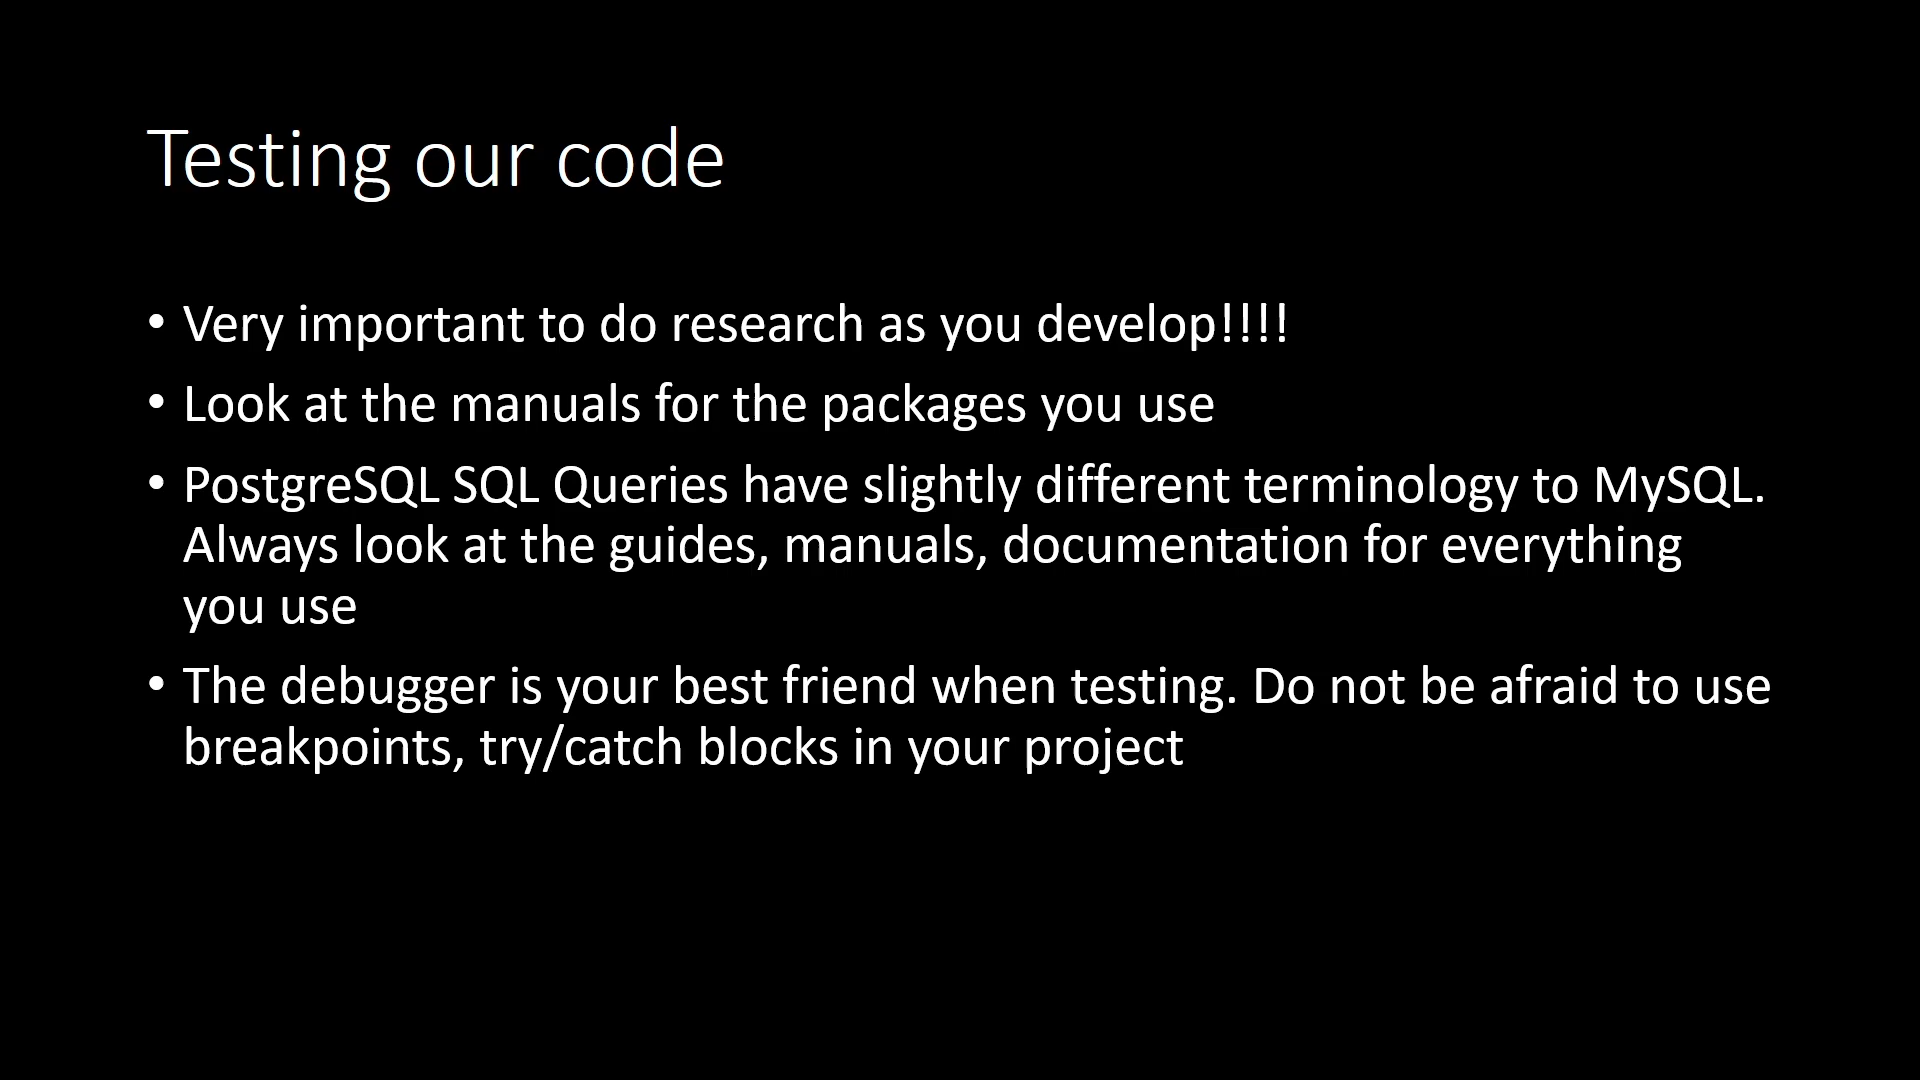 Testing our code
• Very important to do research as you develop!!!!
• Look at the manuals for the packages you use
• PostgreSQL SQL Queries have slightly different terminology to MySQL.
Always look at the guides, manuals, documentation for everything
you use
• The debugger is your best friend when testing. Do not be afraid to use
breakpoints, try/catch blocks in your project